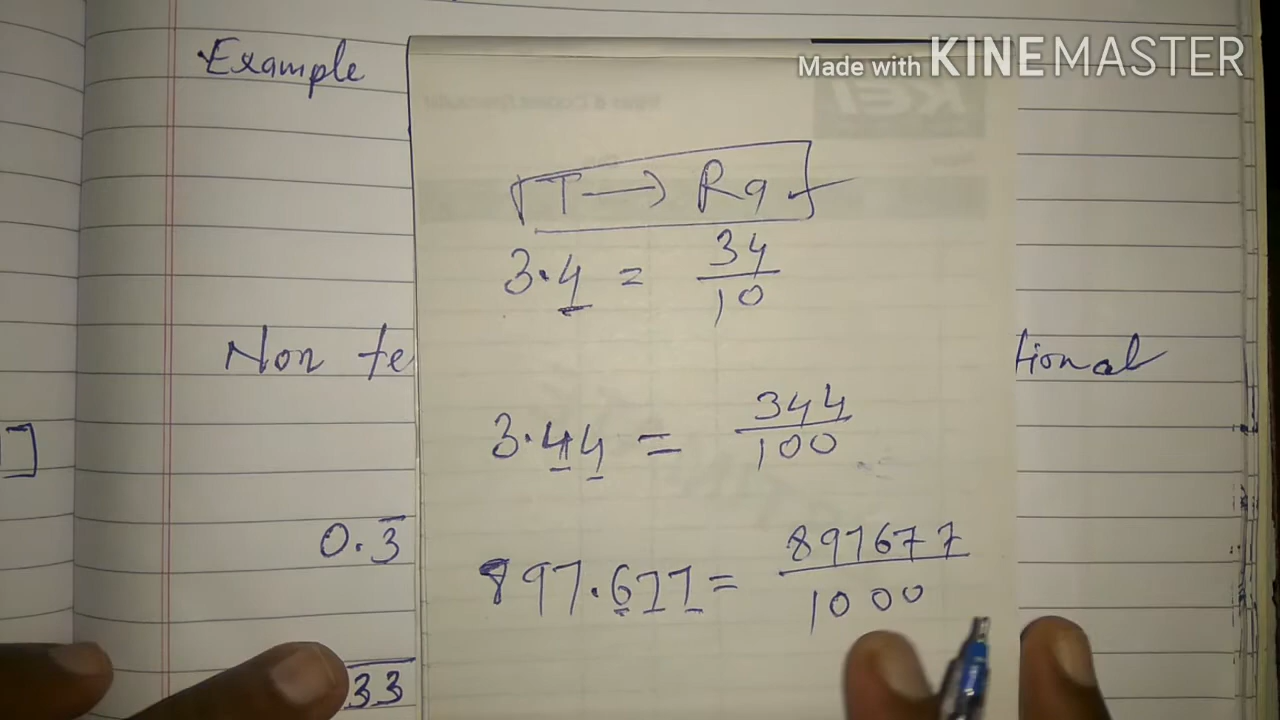 Made with KINEMASTER
Example
T → Rq
3.4 = 34/10
Non te tional
3.44 = 344/100
0.3̅
897.677 = 897677/1000
33